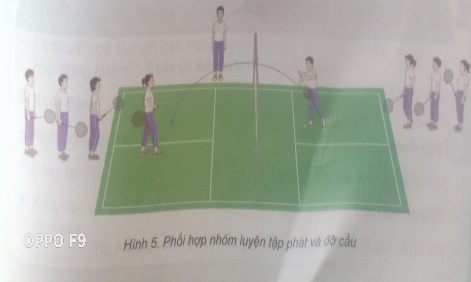 OPPO F9
Hình 5. Phối hợp nhóm luyện tập phát và đỡ cầu